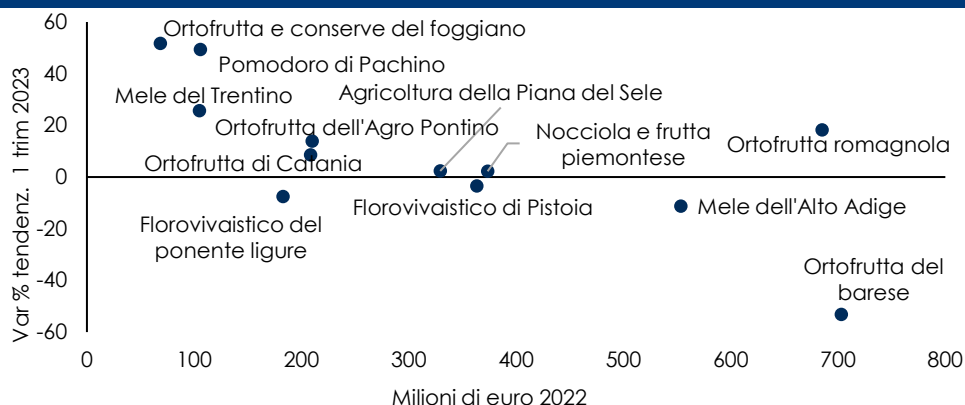 60
Ortofrutta e conserve del foggiano
Pomodoro di Pachino
40
Mele del Trentino
Agricoltura della Piana del Sele
20
Ortofrutta dell'Agro Pontino
Nocciola e frutta
piemontese
Ortofrutta romagnola
Ortofrutta di Catania
0
Florovivaistico di Pistoia
Mele dell'Alto Adige
Florovivaistico del
ponente ligure
-20
-40
Ortofrutta del
barese
-60
Var % tendenz. 1 trim 2023
0 100 200 300 400 500 600 700 800
Milioni di euro 2022